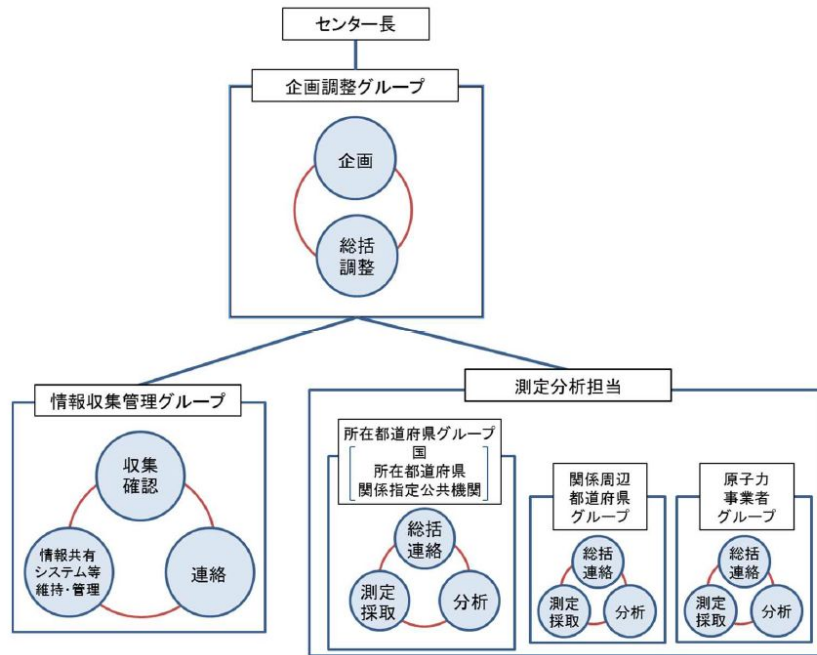 センター長
企画調整グループ
企画
総括
調整
情報収集管理グループ
収集
確認
情報共有
システム等
維持・管理
連絡
測定分析担当
所在都道府県グループ
国
所在都道府県
関係指定公共機関
総括
連絡
測定
採取
分析
関係周辺
都道府県
グループ
総括
連絡
測定
採取
分析
原子力
事業者
グループ
総括
連絡
測定
採取
分析